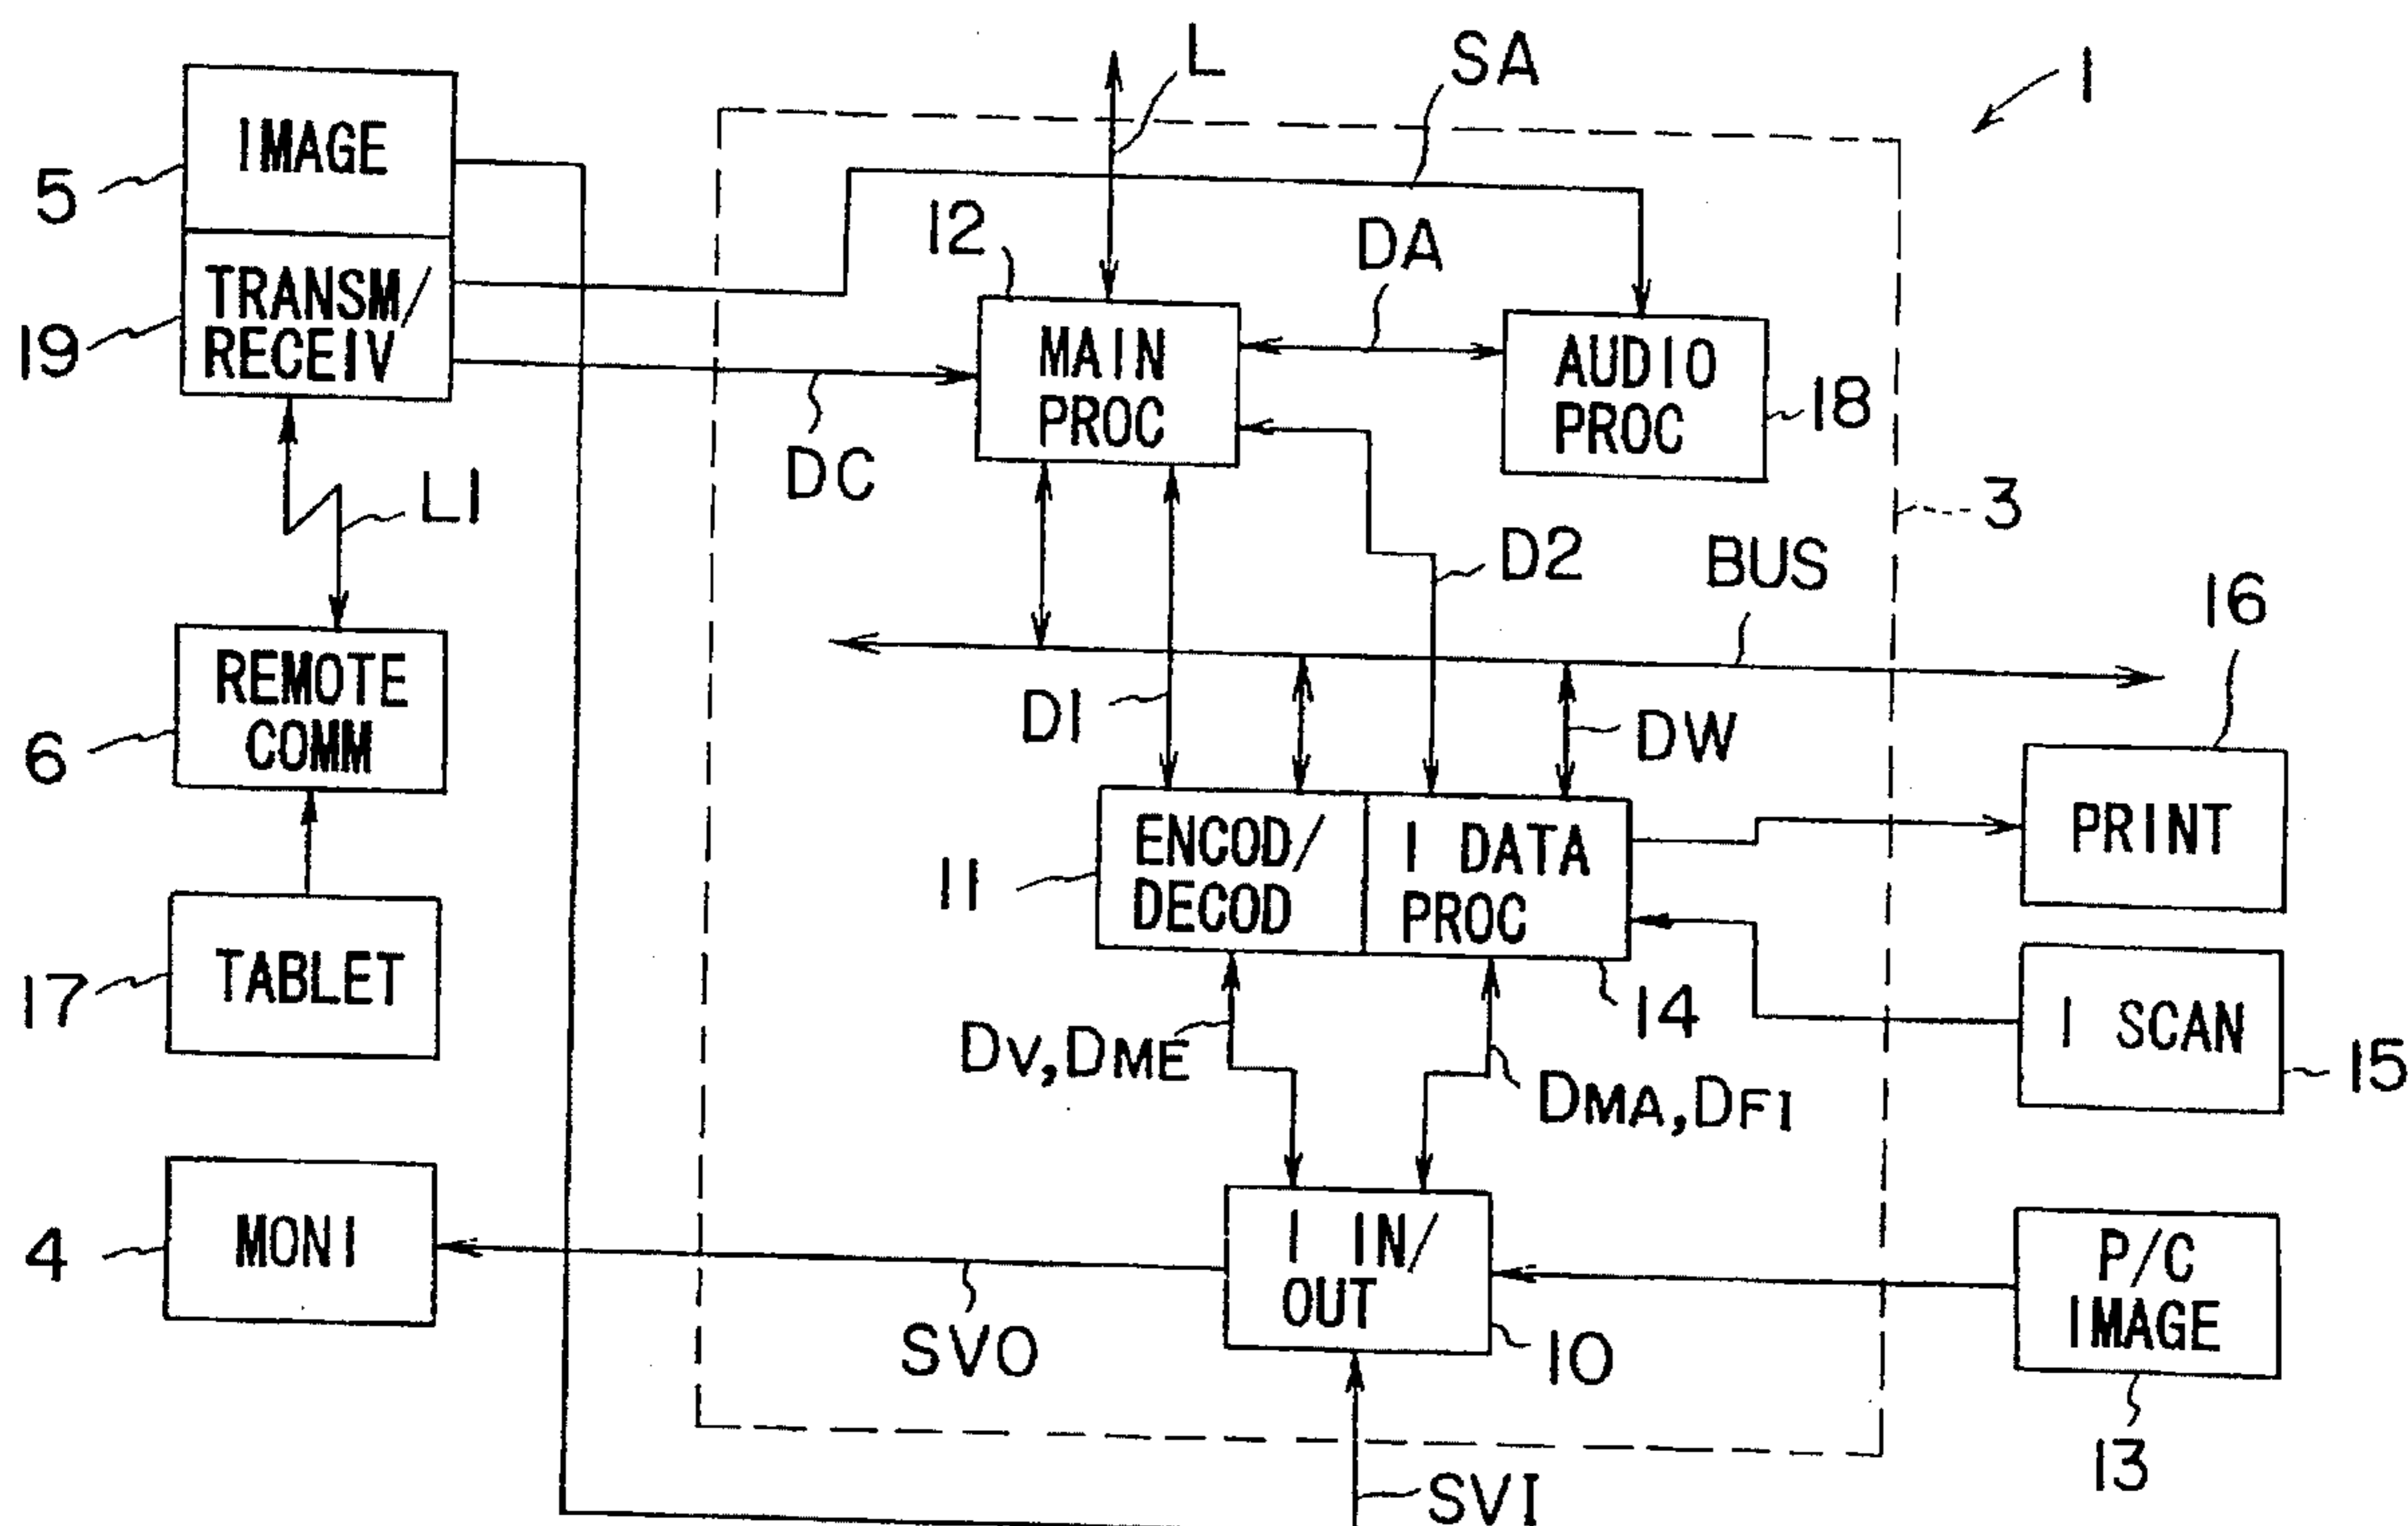 L
SA
1
IMAGE
5
12
DA
TRANSM/
RECEIV
19
MAIN
PROC
AUDIO
PROC
18
DC
L1
3
D2
BUS
16
REMOTE
COMM
6
D1
DW
PRINT
ENCOD/
DECOD
11
I DATA
PROC
14
TABLET
17
I SCAN
15
DV,DME
DMA,DFI
MONI
4
I IN/
OUT
10
P/C
IMAGE
13
SVO
SVI